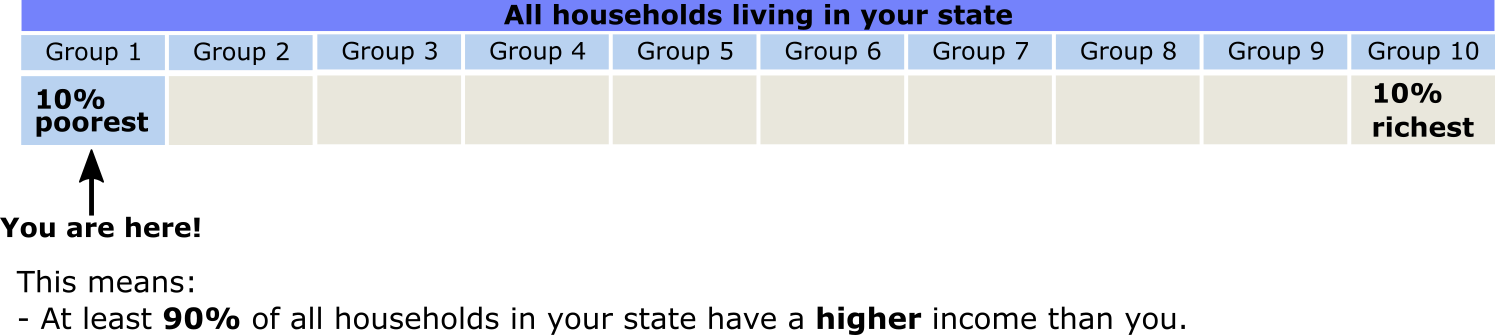 All households living in your state
Group 1 Group 2 Group 3 Group 4 Group 5 Group 6 Group 7 Group 8 Group 9 Group 10
10% poorest
10% richest
You are here!
This means:
- At least 90% of all households in your state have a higher income than you.